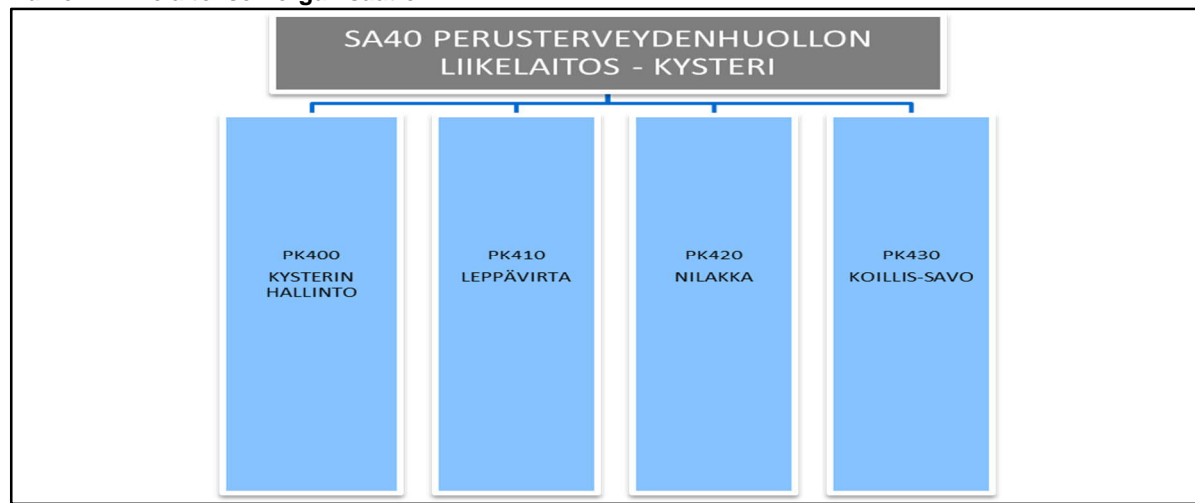 SA40 PERUSTERVEYDENHUOLLON
LIIKELAITOS - KYSTERI
PK400
KYSTERIN
HALLINTO
PK410
LEPPÄVIRTA
PK420
NILAKKA
PK430
KOILLIS-SAVO